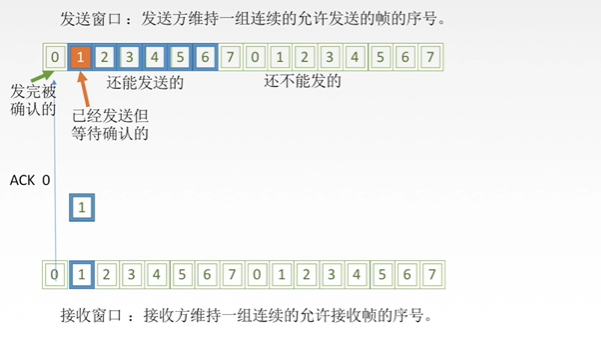 发送窗口：发送方维持一组连续的允许发送的帧的序号。
0 1 2 3 4 5 6 7 0 1 2 3 4 5 6 7
发完被
确认的
还能发送的
还不能发的
已经发送但
等待确认的
ACK 0
1
0 1 2 3 4 5 6 7 0 1 2 3 4 5 6 7
接收窗口：接收方维持一组连续的允许接收帧的序号。